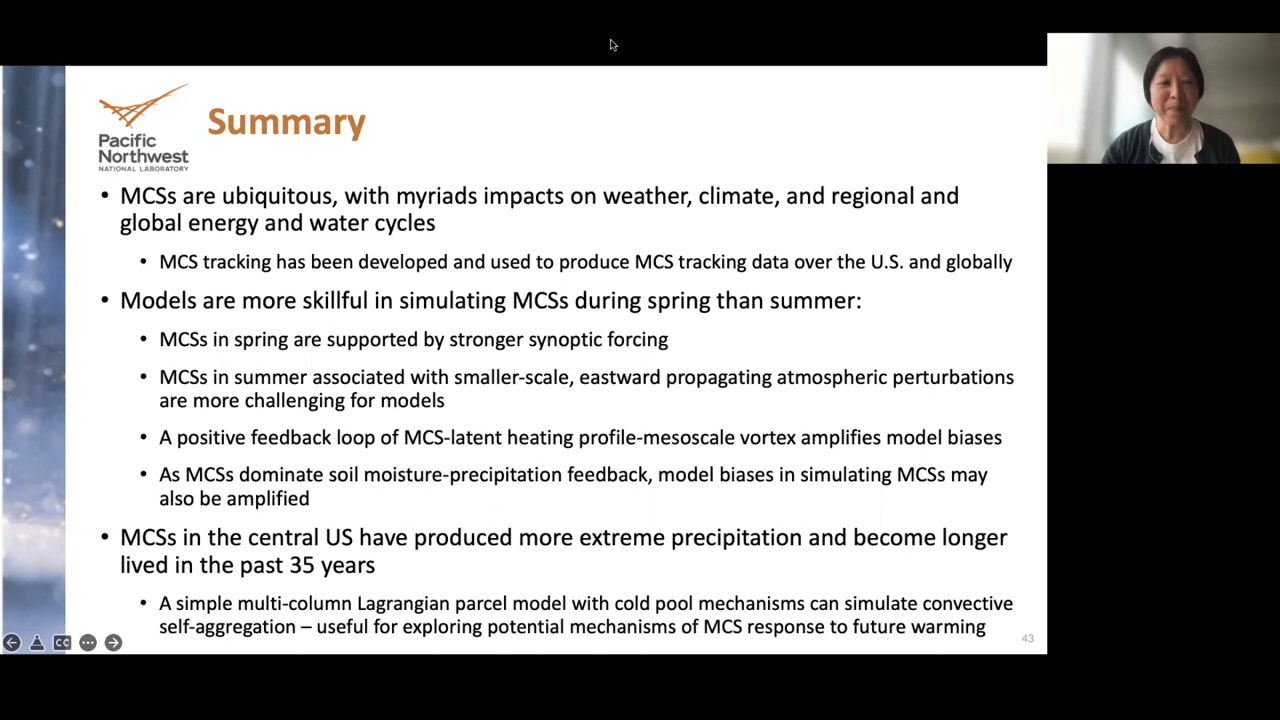 Pacific
Northwest
NATIONAL LABORATORY
Summary
• MCSs are ubiquitous, with myriads impacts on weather, climate, and regional and
global energy and water cycles
• MCS tracking has been developed and used to produce MCS tracking data over the U.S. and globally
• Models are more skillful in simulating MCSs during spring than summer:
• MCSs in spring are supported by stronger synoptic forcing
• MCSs in summer associated with smaller-scale, eastward propagating atmospheric perturbations
are more challenging for models
• A positive feedback loop of MCS-latent heating profile-mesoscale vortex amplifies model biases
• As MCSs dominate soil moisture-precipitation feedback, model biases in simulating MCSs may
also be amplified
• MCSs in the central US have produced more extreme precipitation and become longer
lived in the past 35 years
• A simple multi-column Lagrangian parcel model with cold pool mechanisms can simulate convective
self-aggregation – useful for exploring potential mechanisms of MCS response to future warming
CC
43